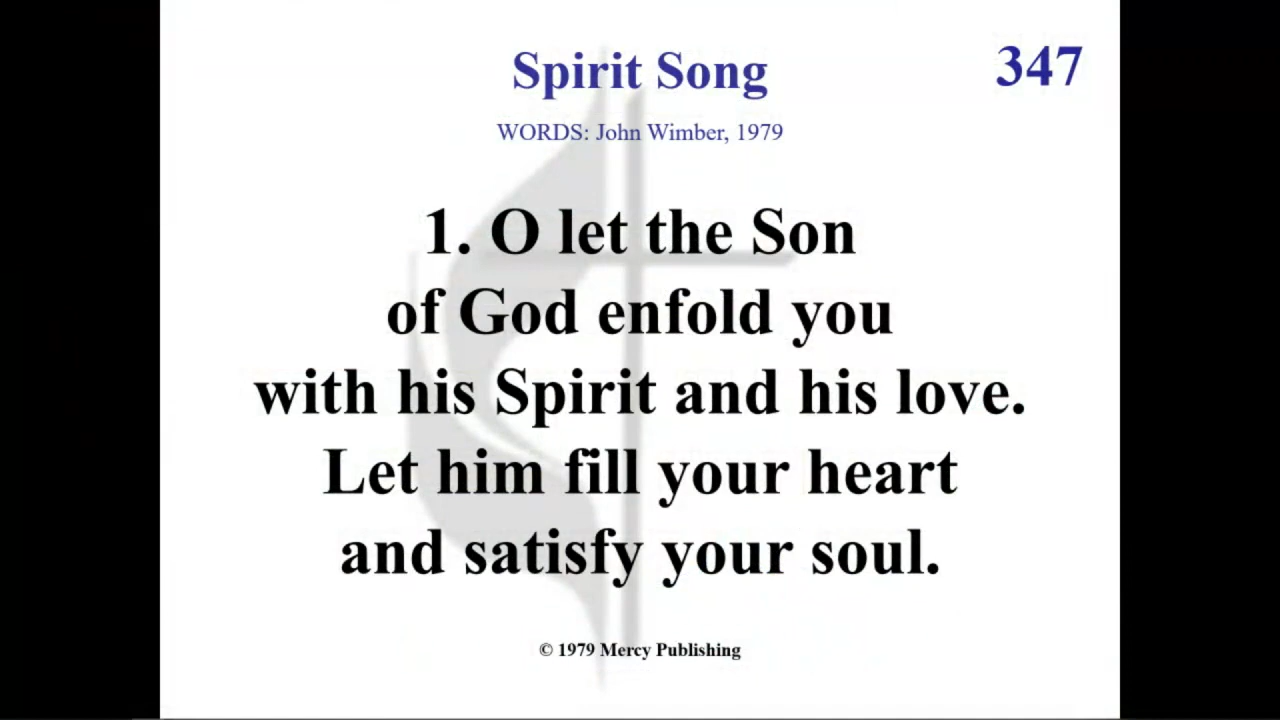 Spirit Song
347
WORDS: John Wimber, 1979
1. O let the Son
of God enfold you
with his Spirit and his love.
Let him fill your heart
and satisfy your soul.
© 1979 Mercy Publishing